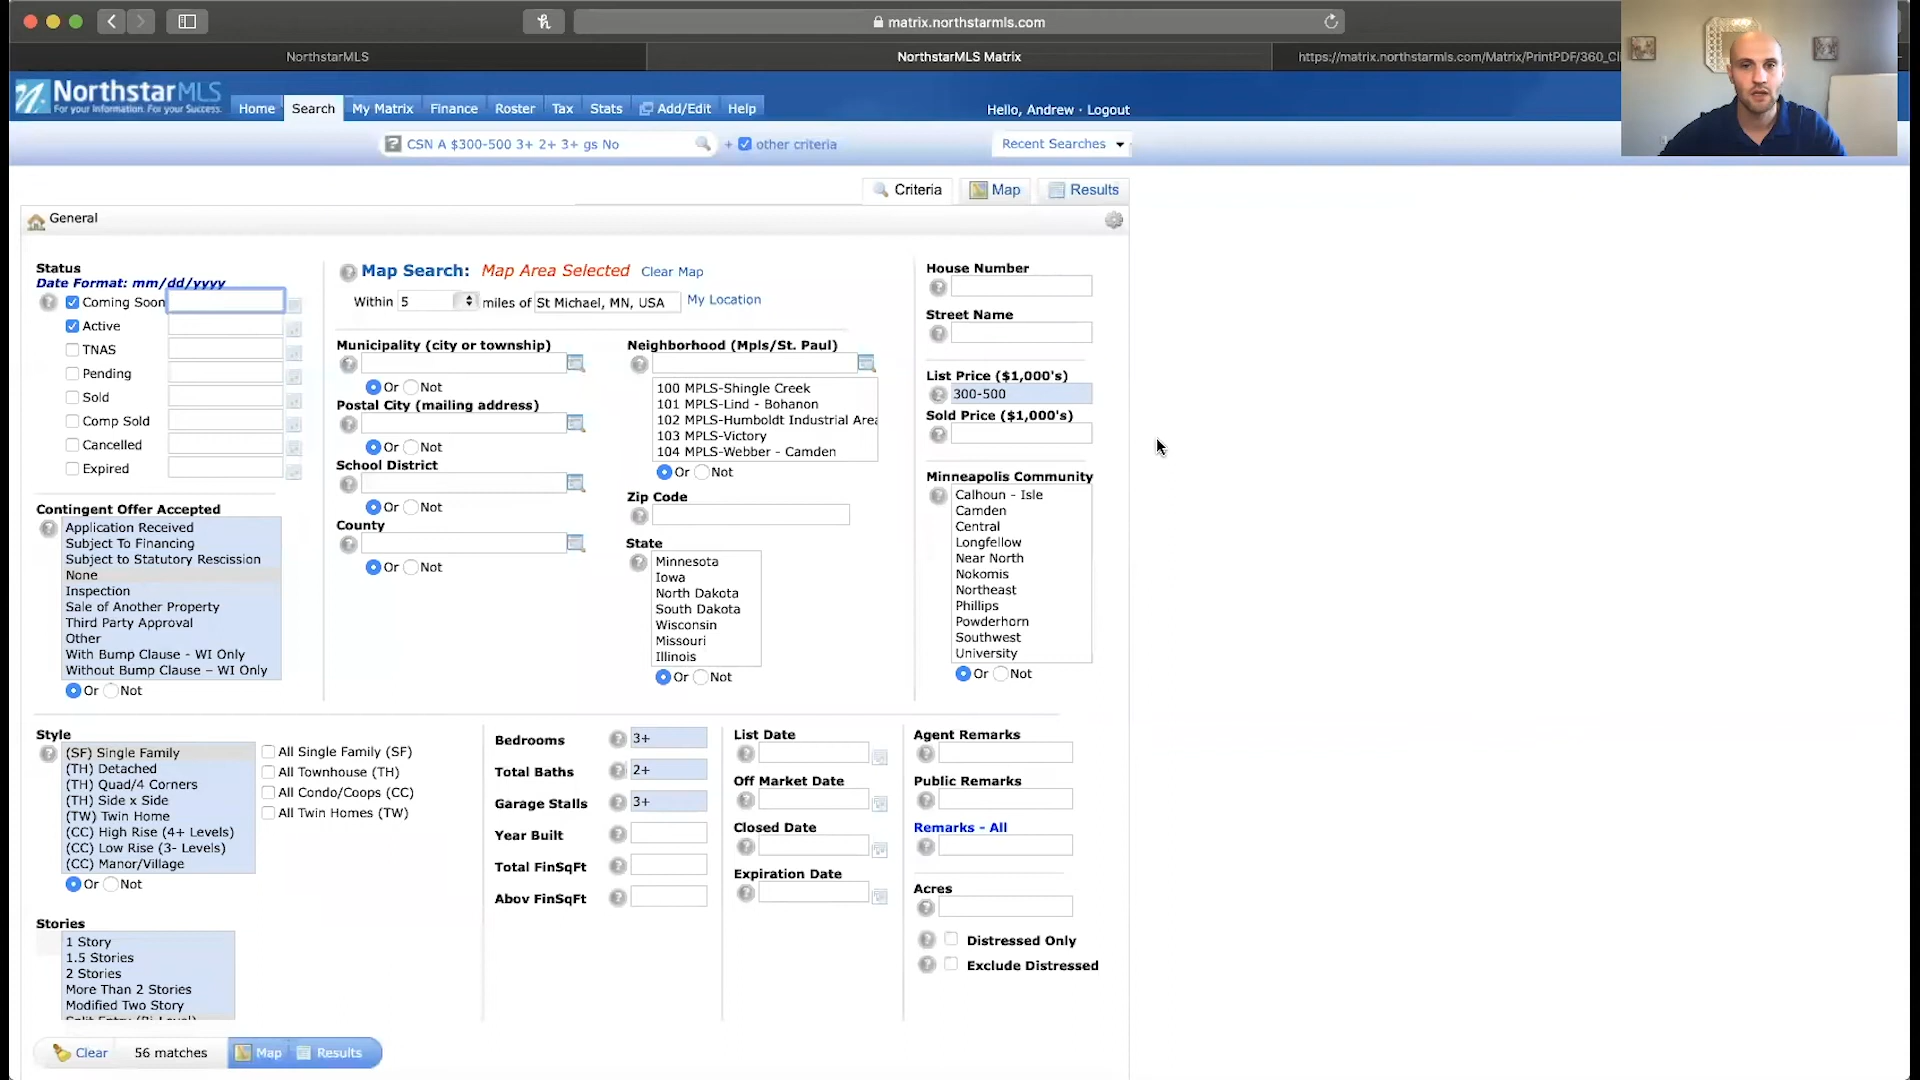 matrix.northstarmls.com
NorthstarMLS
NorthstarMLS Matrix
https://matrix.northstarmls.com/Matrix/PrintPDF/360_Cli
NorthstarMLS
For your Information. For your Success.
Home
Search
My Matrix
Finance
Roster
Tax
Stats
Add/Edit
Help
Hello, Andrew · Logout
CSN A $300-500 3+ 2+ 3+ gs No
+ other criteria
Recent Searches
Criteria
Map
Results
General
Status
Date Format: mm/dd/yyyy
Coming Soon
Active
TNAS
Pending
Sold
Comp Sold
Cancelled
Expired
Contingent Offer Accepted
Application Received
Subject To Financing
Subject to Statutory Rescission
None
Inspection
Sale of Another Property
Third Party Approval
Other
With Bump Clause - WI Only
Without Bump Clause – WI Only
Or Not
Map Search: Map Area Selected Clear Map
Within 5 miles of St Michael, MN, USA My Location
Municipality (city or township)
Or Not
Postal City (mailing address)
Or Not
School District
Or Not
County
Or Not
Neighborhood (Mpls/St. Paul)
100 MPLS-Shingle Creek
101 MPLS-Lind - Bohanon
102 MPLS-Humboldt Industrial Area
103 MPLS-Victory
104 MPLS-Webber - Camden
Or Not
Zip Code
State
Minnesota
Iowa
North Dakota
South Dakota
Wisconsin
Missouri
Illinois
Or Not
House Number
Street Name
List Price ($1,000's)
300-500
Sold Price ($1,000's)
Minneapolis Community
Calhoun - Isle
Camden
Central
Longfellow
Near North
Nokomis
Northeast
Phillips
Powderhorn
Southwest
University
Or Not
Style
(SF) Single Family
(TH) Detached
(TH) Quad/4 Corners
(TH) Side x Side
(TW) Twin Home
(CC) High Rise (4+ Levels)
(CC) Low Rise (3- Levels)
(CC) Manor/Village
Or Not
All Single Family (SF)
All Townhouse (TH)
All Condo/Coops (CC)
All Twin Homes (TW)
Stories
1 Story
1.5 Stories
2 Stories
More Than 2 Stories
Modified Two Story
Split Entry (Bi-Level)
Bedrooms 3+
Total Baths 2+
Garage Stalls 3+
Year Built
Total FinSqFt
Abov FinSqFt
List Date
Off Market Date
Closed Date
Expiration Date
Agent Remarks
Public Remarks
Remarks - All
Acres
Distressed Only
Exclude Distressed
Clear
56 matches
Map
Results